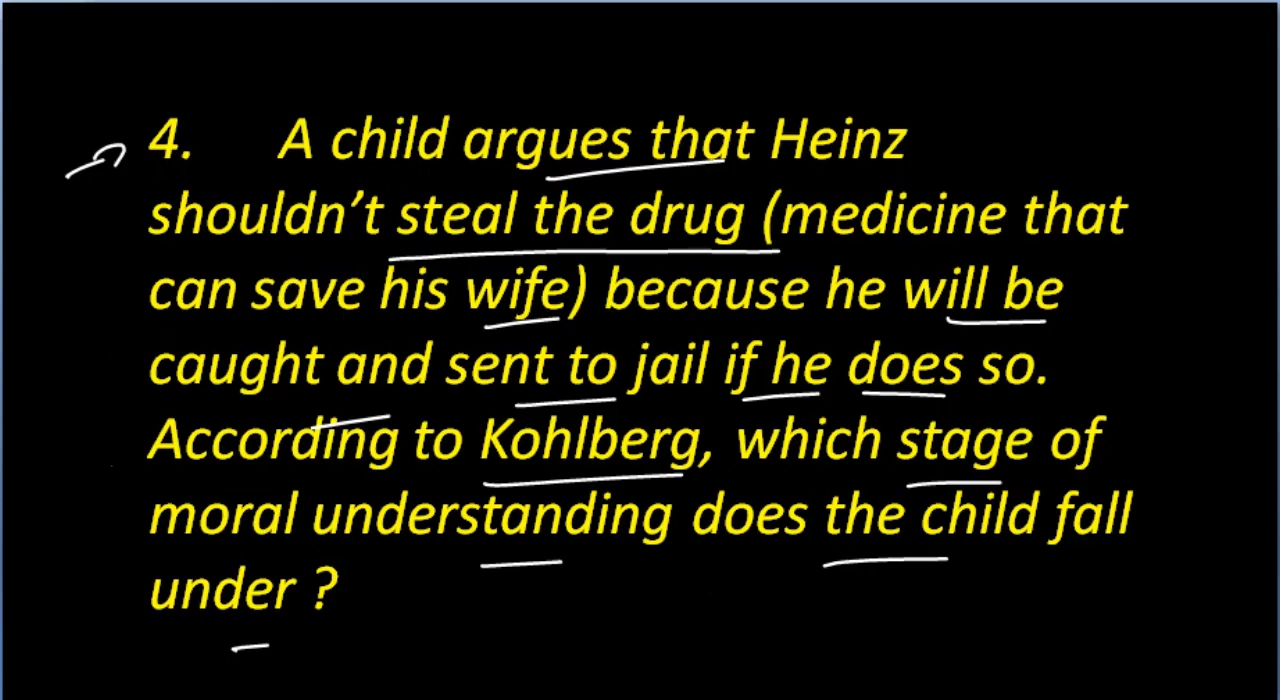 4. A child argues that Heinz
shouldn’t steal the drug (medicine that
can save his wife) because he will be
caught and sent to jail if he does so.
According to Kohlberg, which stage of
moral understanding does the child fall
under ?